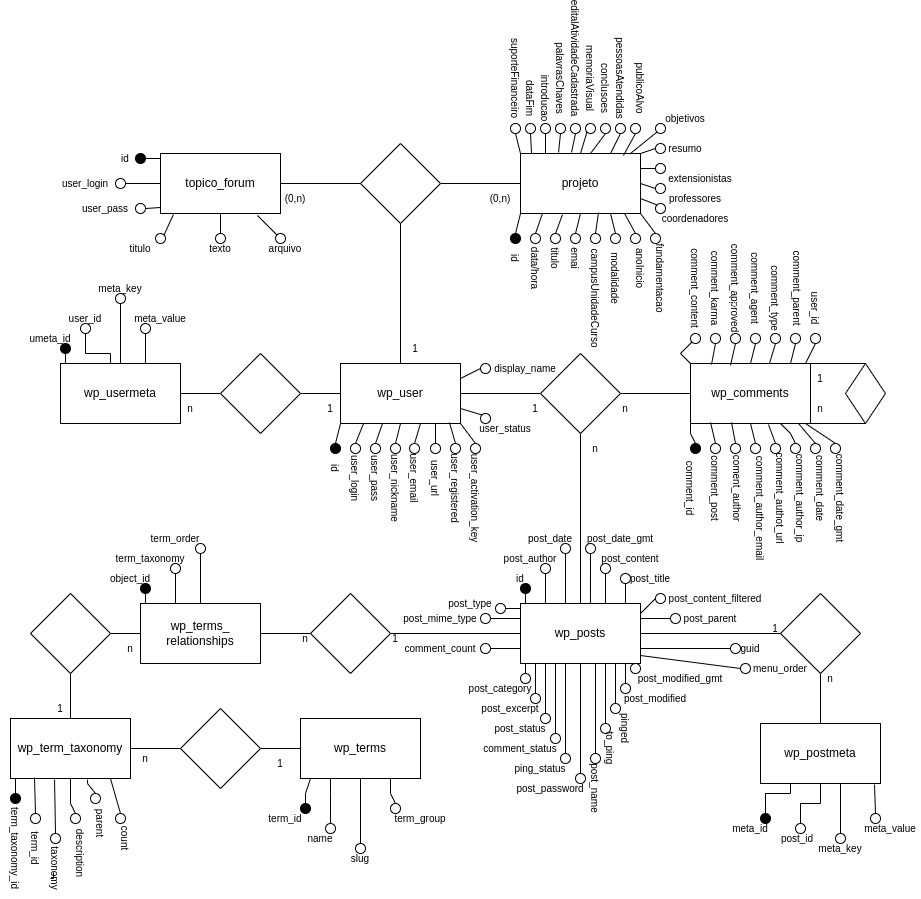 suporteFinanceiro
dataFim
introducao
palavrasChaves
editalAtividadeCadastrada
memoriaVisual
conclusoes
pessoasAtendidas
publicoAlvo
objetivos
resumo
extensionistas
professores
coordenadores
id
user_login
user_pass
topico_forum
titulo
texto
arquivo
(0,n)
(0,n)
projeto
id
data/hora
titulo
emai
campusUnidadeCurso
modalidade
anoInicio
fundamentacao
meta_key
user_id
meta_value
umeta_id
wp_usermeta
n
1
1
wp_user
display_name
user_status
id
user_login
user_pass
user_nickname
user_email
user_url
user_registered
user_activation_key
1
n
n
comment_content
comment_karma
comment_approved
comment_agent
comment_type
comment_parent
user_id
wp_comments
1
n
comment_id
comment_post
coment_author
comment_author_email
comment_authot_url
comment_author_ip
comment_date
comment_date_gmt
term_order
term_taxonomy
object_id
wp_terms_
relationships
n
n
1
1
post_date
post_date_gmt
post_author
post_content
id
post_title
post_type
post_content_filtered
post_mime_type
post_parent
comment_count
guid
menu_order
wp_posts
post_modified_gmt
post_category
post_modified
post_excerpt
pinged
post_status
to_ping
comment_status
ping_status
post_name
post_password
1
n
wp_term_taxonomy
n
1
wp_terms
term_taxonomy_id
term_id
taxonomy
description
parent
count
term_id
name
slug
term_group
wp_postmeta
meta_id
post_id
meta_key
meta_value